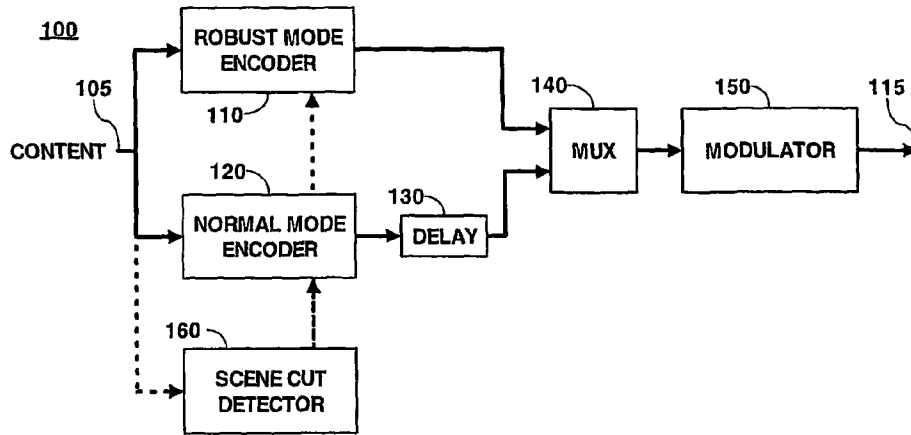 100
ROBUST MODE
ENCODER
110
105
CONTENT
120
NORMAL MODE
ENCODER
130
DELAY
140
MUX
150
MODULATOR
115
160
SCENE CUT
DETECTOR